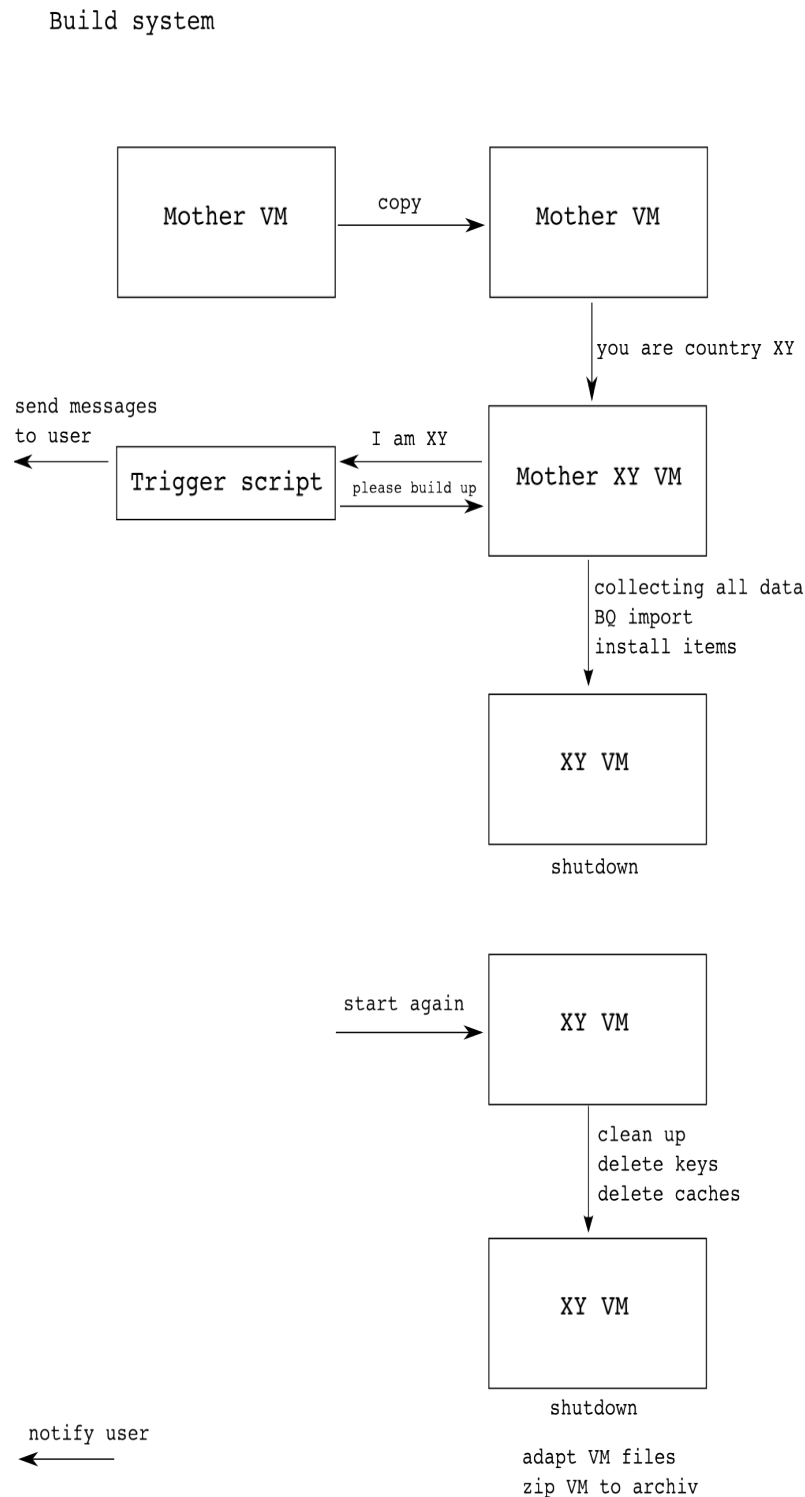 Build system
Mother VM
copy
Mother VM
you are country XY
send messages
to user
Trigger script
I am XY
please build up
Mother XY VM
collecting all data
BQ import
install items
XY VM
shutdown
start again
XY VM
clean up
delete keys
delete caches
XY VM
shutdown
notify user
adapt VM files
zip VM to archiv